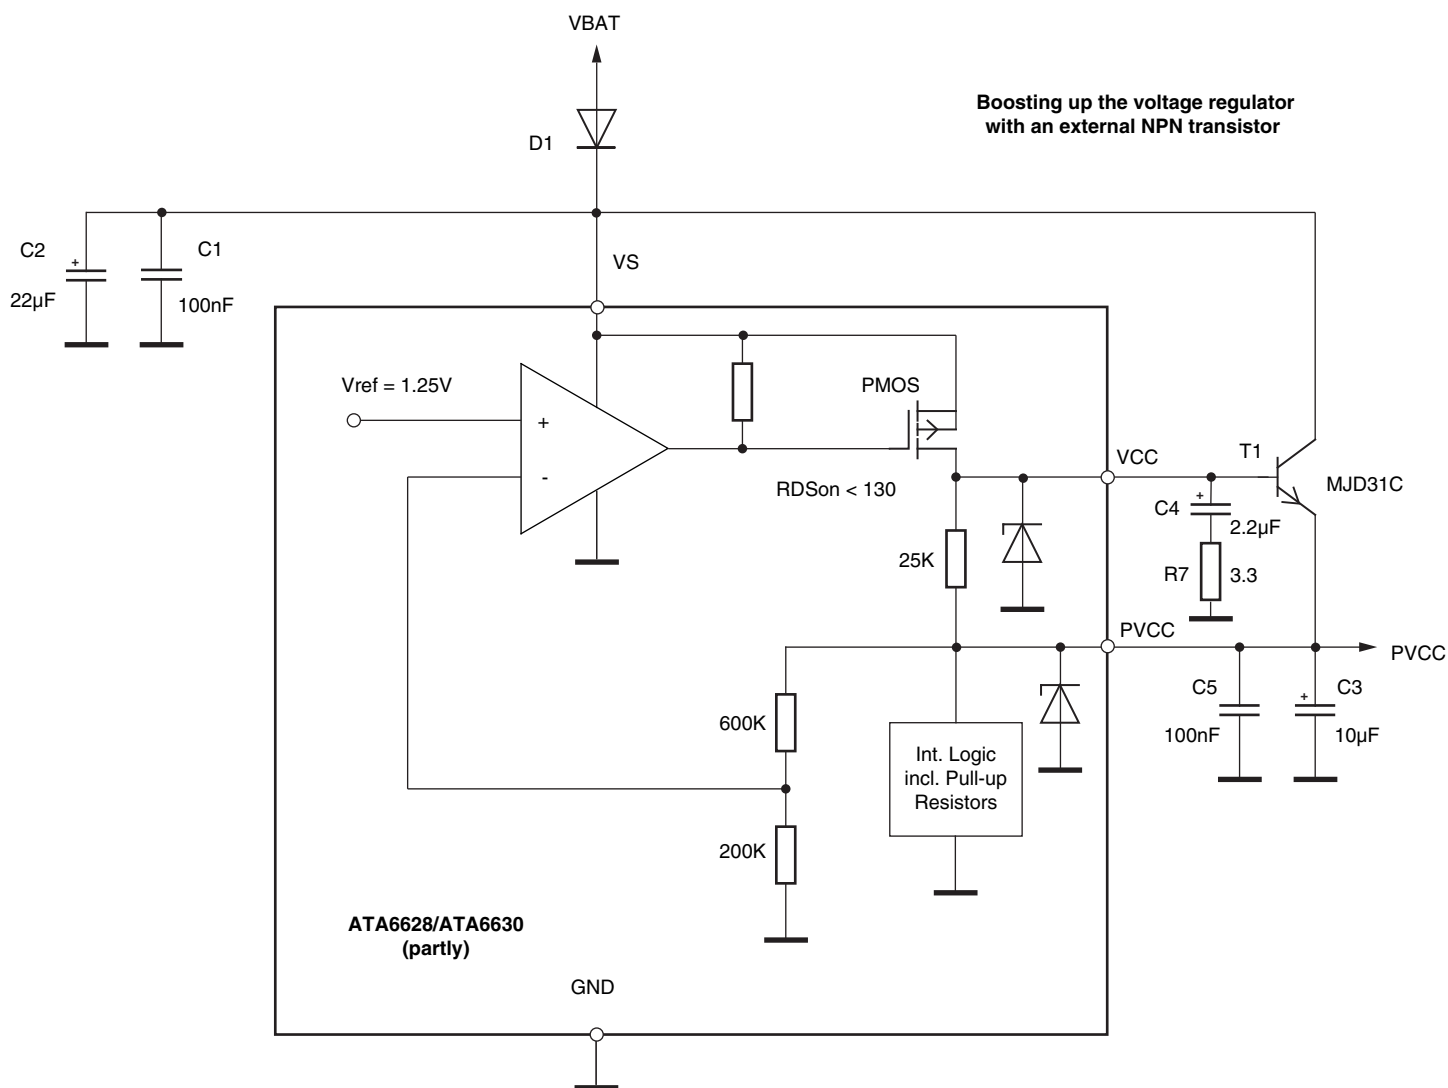 VBAT
Boosting up the voltage regulator
with an external NPN transistor
D1
C2
+
22µF
C1
100nF
VS
Vref = 1.25V
+
-
PMOS
RDSon < 130
VCC
T1
MJD31C
C4
+
2.2µF
25K
R7
3.3
PVCC
PVCC
600K
C5
100nF
C3
+
10µF
Int. Logic
incl. Pull-up
Resistors
200K
ATA6628/ATA6630
(partly)
GND